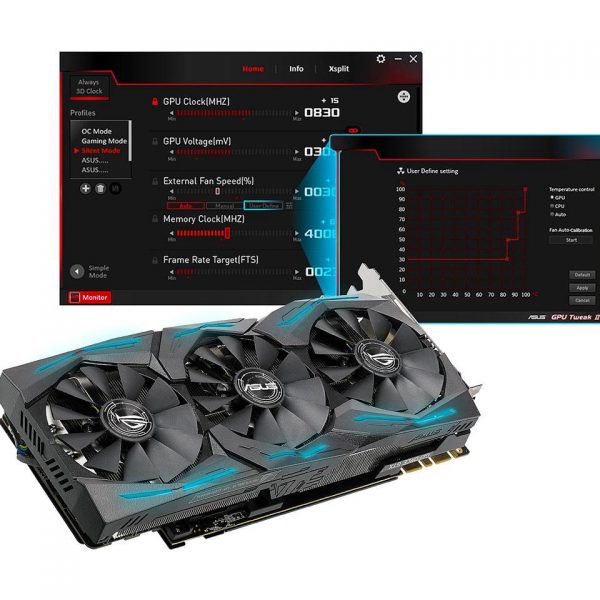 Home Info Xsplit
Always
3D Clock
Profiles
OC Mode
Gaming Mode
Silent Mode
ASUS.....
ASUS.....
Simple
Mode
Monitor
GPU Clock(MHZ)
+ 15
0830
Min Max
GPU Voltage(mV)
Min Max
External Fan Speed(%)
Auto Manual User Define
Memory Clock(MHZ)
Min Max
Frame Rate Target(FTS)
Min Max
User Define setting
100
90
80
70
60
50
40
30
20
10
0
10 20 30 40 50 60 70 80 90 100 °C
Temperature control
GPU
CPU
Auto
Fan Auto-Calibration
Start
Default
Apply
Cancel
ASUS GPU Tweak II
ASUS